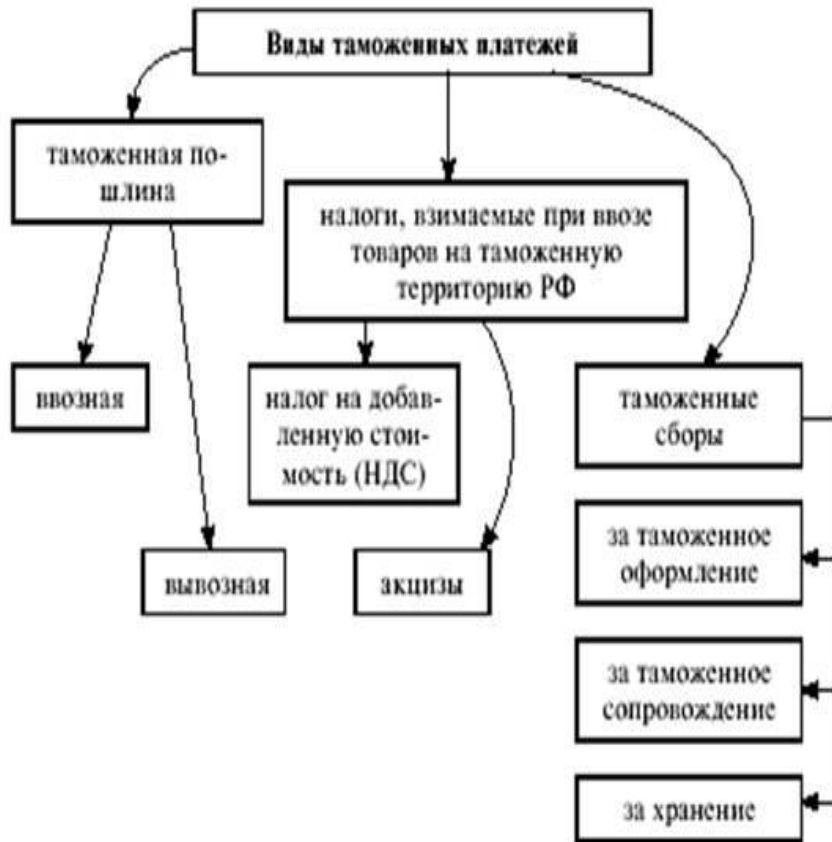 Виды таможенных платежей
таможенная по-
шлина
налоги, взимаемые при ввозе
товаров на таможенную
территорию РФ
ввозная
налог на добав-
ленную стои-
мость (НДС)
таможенные
сборы
вывозная
акцизы
за таможенное
оформление
за таможенное
сопровождение
за хранение